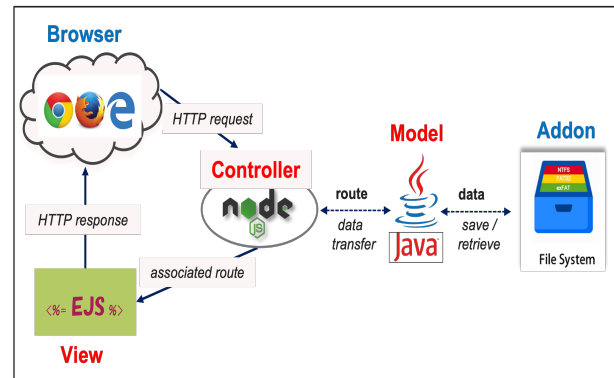 Browser
HTTP request
Controller
node
JS
Model
Java
Addon
NTFS
FAT32
exFAT
File System
route
data
transfer
data
save /
retrieve
HTTP response
associated route
<%= EJS %>
View